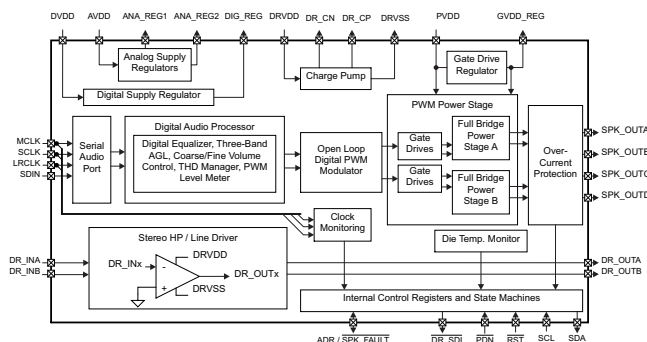 DVDD AVDD ANA_REG1 ANA_REG2 DIG_REG DRVDD DR_CN DR_CP DRVSS PVDD GVDD_REG
Analog Supply
Regulators
Charge Pump
Gate Drive
Regulator
Digital Supply Regulator
PWM Power Stage
MCLK
SCLK
LRCLK
SDIN
Serial
Audio
Port
Digital Audio Processor
Digital Equalizer, Three-Band
AGL, Coarse/Fine Volume
Control, THD Manager, PWM
Level Meter
Open Loop
Digital PWM
Modulator
Gate
Drives
Full Bridge
Power
Stage A
Gate
Drives
Full Bridge
Power
Stage B
Over-
Current
Protection
SPK_OUTA
SPK_OUTB
SPK_OUTC
SPK_OUTD
Clock
Monitoring
Die Temp. Monitor
Stereo HP / Line Driver
DR_INA
DR_INB
DR_INx
DRVDD
-
+
DRVSS
DR_OUTx
DR_OUTA
DR_OUTB
Internal Control Registers and State Machines
ADR / SPK_FAULT DR_SDI PDN RST SCL SDA